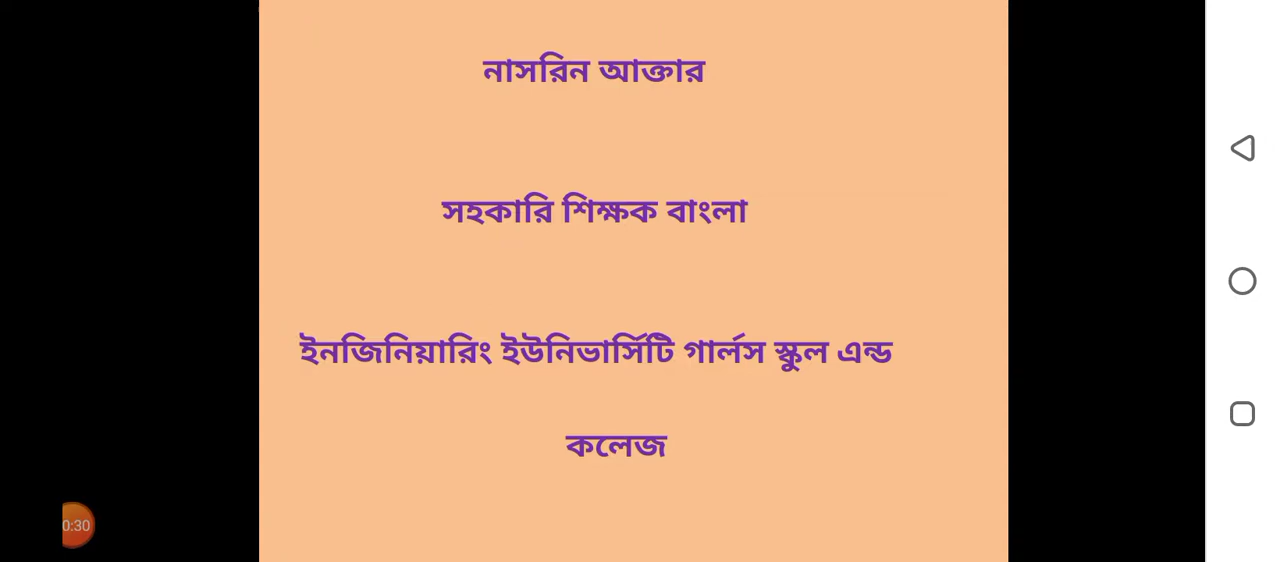 নাসরিন আক্তার
সহকারি শিক্ষক বাংলা
ইনজিনিয়ারিং ইউনিভার্সিটি গার্লস স্কুল এন্ড
কলেজ
0:30